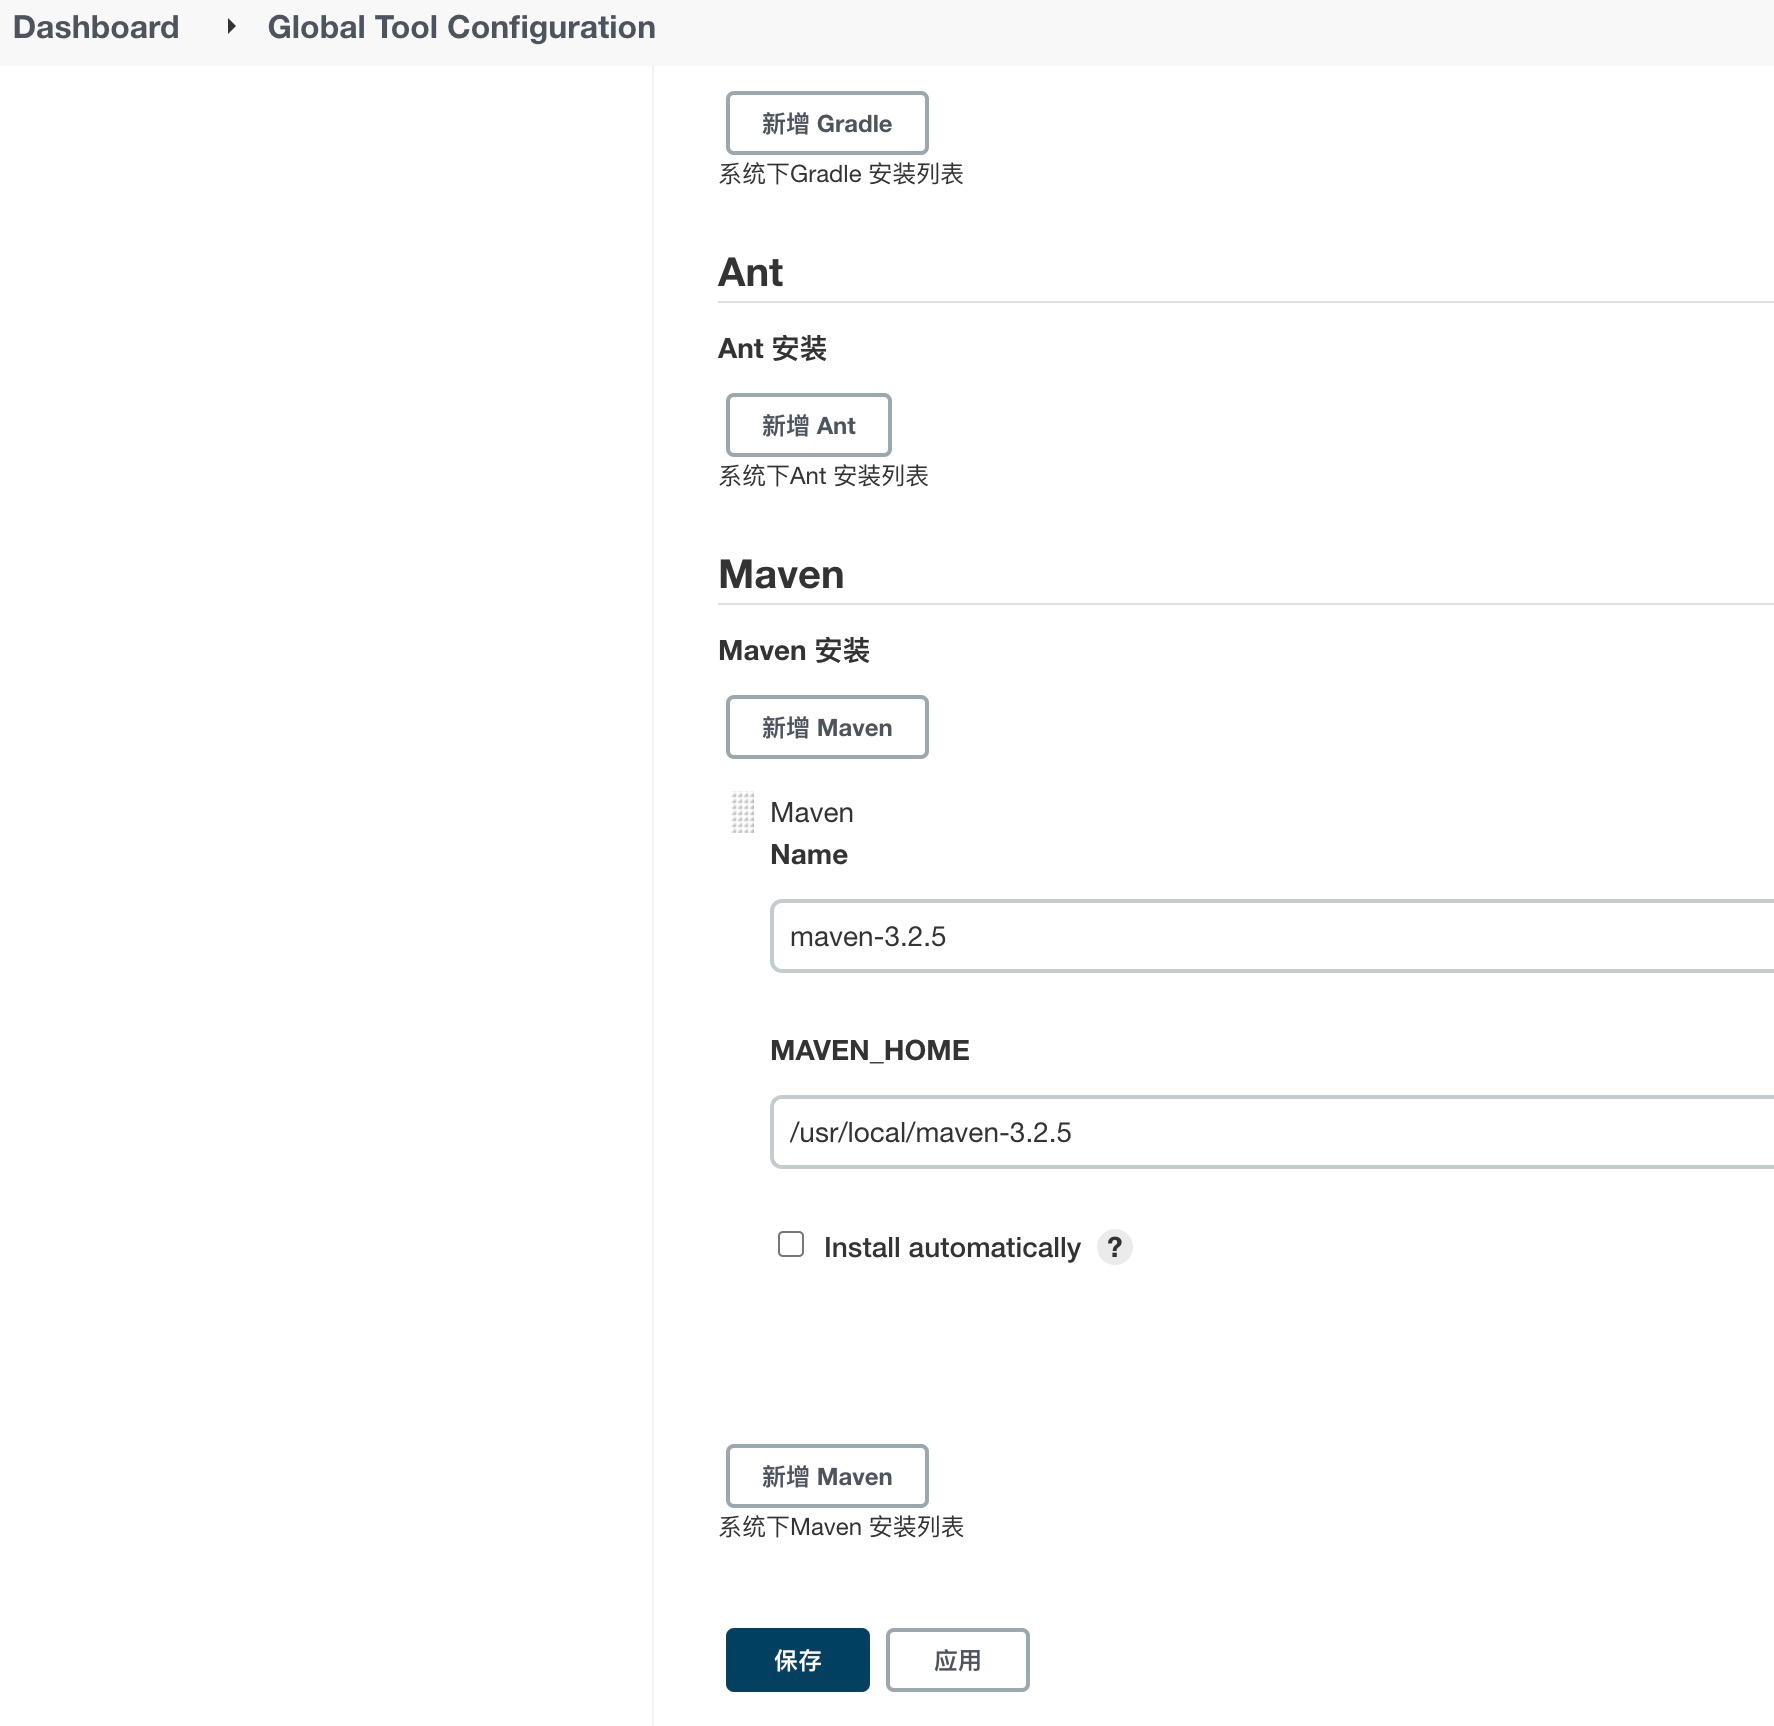 Dashboard Global Tool Configuration
新增 Gradle
系统下Gradle 安装列表
Ant
Ant 安装
新增 Ant
系统下Ant 安装列表
Maven
Maven 安装
新增 Maven
Maven
Name
maven-3.2.5
MAVEN_HOME
/usr/local/maven-3.2.5
Install automatically ?
新增 Maven
系统下Maven 安装列表
保存 应用